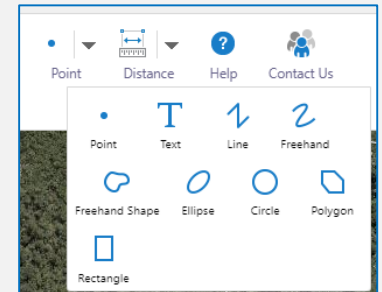 Point Distance Help Contact Us
Point Text Line Freehand
Freehand Shape Ellipse Circle Polygon
Rectangle